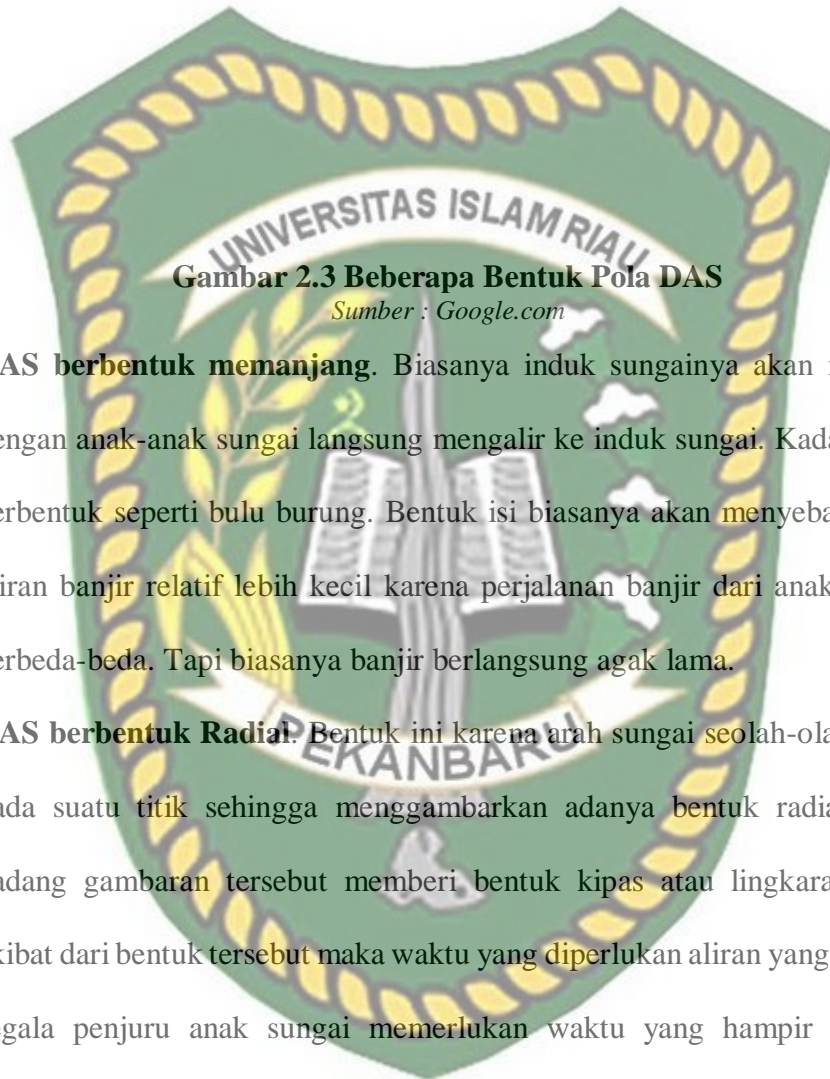 UNIVERSITAS ISLAM RIAU
Gambar 2.3 Beberapa Bentuk Pola DAS
Sumber : Google.com
AS berbentuk memanjang. Biasanya induk sungainya akan
engan anak-anak sungai langsung mengalir ke induk sungai. Kada
erbentuk seperti bulu burung. Bentuk isi biasanya akan menyeba
iran banjir relatif lebih kecil karena perjalanan banjir dari anak
erbeda-beda. Tapi biasanya banjir berlangsung agak lama.
AS berbentuk Radial. Bentuk ini karena arah sungai seolah-ola
PEKANBARU
ada suatu titik sehingga menggambarkan adanya bentuk radia
adang gambaran tersebut memberi bentuk kipas atau lingkara
kibat dari bentuk tersebut maka waktu yang diperlukan aliran yang
egala penjuru anak sungai memerlukan waktu yang hampir